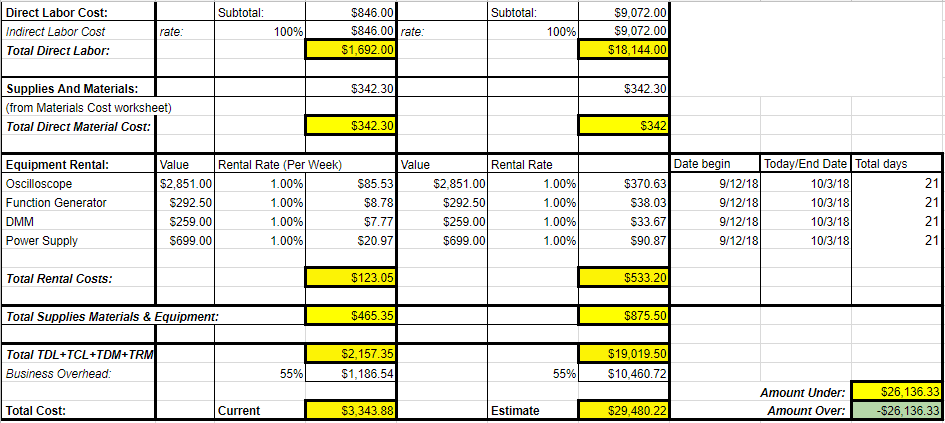 Direct Labor Cost: Subtotal: $846.00 Subtotal: $9,072.00
Indirect Labor Cost rate: 100% $846.00 rate: 100% $9,072.00
Total Direct Labor: $1,692.00 $18,144.00
Supplies And Materials: $342.30 $342.30
(from Materials Cost worksheet)
Total Direct Material Cost: $342.30 $342
Equipment Rental: Value Rental Rate (Per Week) Value Rental Rate Date begin Today/End Date Total days
Oscilloscope $2,851.00 1.00% $85.53 $2,851.00 1.00% $370.63 9/12/18 10/3/18 21
Function Generator $292.50 1.00% $8.78 $292.50 1.00% $38.03 9/12/18 10/3/18 21
DMM $259.00 1.00% $7.77 $259.00 1.00% $33.67 9/12/18 10/3/18 21
Power Supply $699.00 1.00% $20.97 $699.00 1.00% $90.87 9/12/18 10/3/18 21
Total Rental Costs: $123.05 $533.20
Total Supplies Materials & Equipment: $465.35 $875.50
Total TDL+TCL+TDM+TRM $2,157.35 $19,019.50
Business Overhead: 55% $1,186.54 55% $10,460.72
Amount Under: $26,136.33
Total Cost: Current $3,343.88 Estimate $29,480.22 Amount Over: -$26,136.33